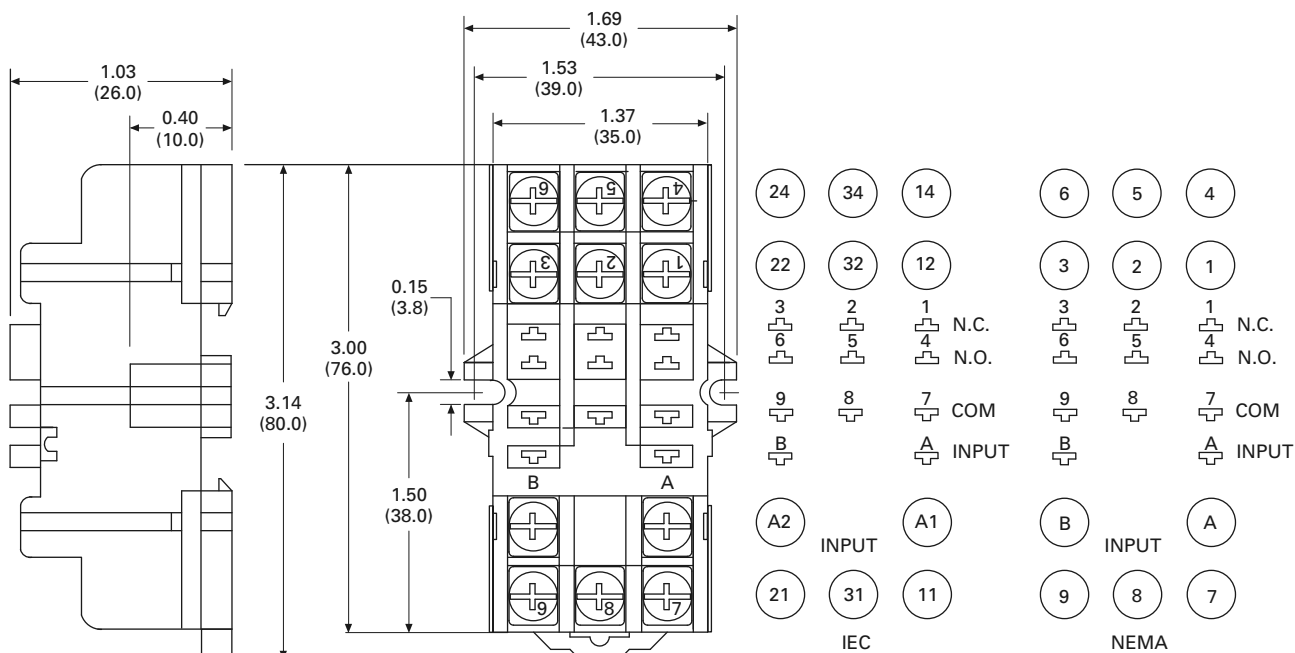 1.69
(43.0)
1.53
(39.0)
1.37
(35.0)
1.03
(26.0)
0.40
(10.0)
0.15
(3.8)
3.00
(76.0)
3.14
(80.0)
1.50
(38.0)
6 5 4
3 2 1
B A
9 8 7
24 34 14
22 32 12
3 2 1 N.C.
6 5 4 N.O.
9 8 7 COM
B A INPUT
A2 A1
INPUT
21 31 11
IEC
6 5 4
3 2 1
3 2 1 N.C.
6 5 4 N.O.
9 8 7 COM
B A INPUT
B A
INPUT
9 8 7
NEMA